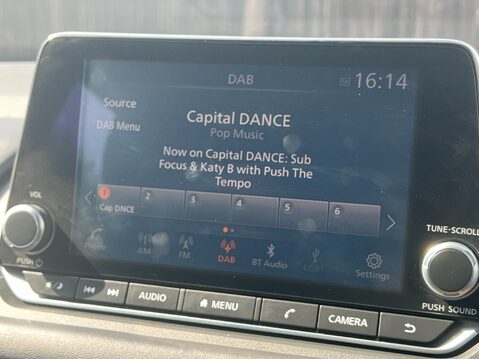 DAB
16:14
Source
Capital DANCE
Pop Music
DAB Menu
Now on Capital DANCE: Sub
Focus & Katy B with Push The
Tempo
1 2 3 4 5 6
Cap DNCE
VOL
PUSH
TUNE-SCROLL
PUSH SOUND
Phone AM FM DAB BT Audio USB1 Settings
AUDIO MENU CAMERA